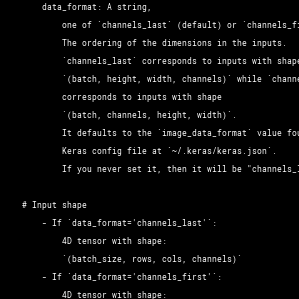 data_format: A string,
one of `channels_last` (default) or `channels_fi
The ordering of the dimensions in the inputs.
`channels_last` corresponds to inputs with shape
`(batch, height, width, channels)` while `channe
corresponds to inputs with shape
`(batch, channels, height, width)`.
It defaults to the `image_data_format` value fou
Keras config file at `~/.keras/keras.json`.
If you never set it, then it will be "channels_l
# Input shape
- If `data_format='channels_last'`:
4D tensor with shape:
`(batch_size, rows, cols, channels)`
- If `data_format='channels_first'`:
4D tensor with shape: